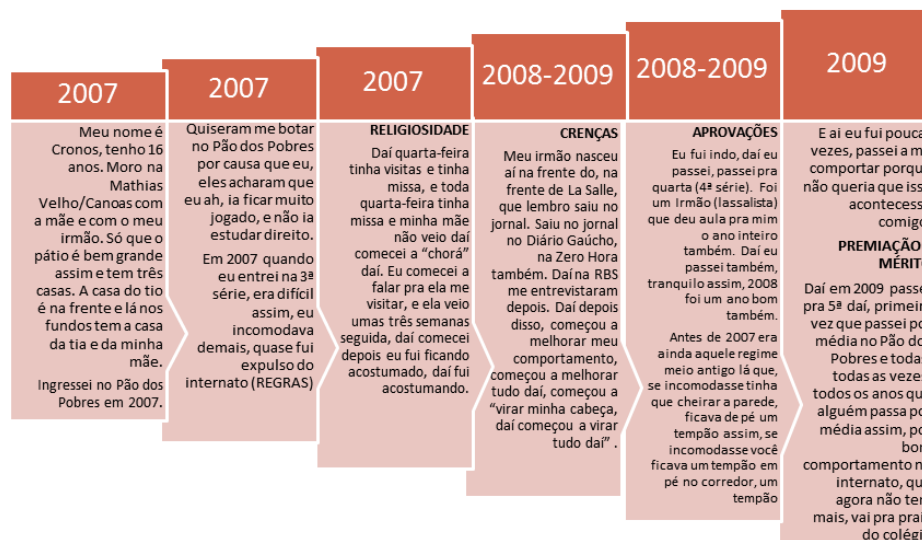 2007
Meu nome é
Cronos, tenho 16
anos. Moro na
Mathias
Velho/Canoas com
a mãe e com o meu
irmão. Só que o
pátio é bem grande
assim e tem três
casas. A casa do tio
é na frente e lá nos
fundos tem a casa
da tia e da minha
mãe.
Ingressei no Pão dos
Pobres em 2007.
2007
Quiseram me botar
no Pão dos Pobres
por causa que eu,
eles acharam que
eu ah, ia ficar muito
jogado, e não ia
estudar direito.
Em 2007 quando
eu entrei na 3ª
série, era difícil
assim, eu
incomodava
demais, quase fui
expulso do
internato (REGRAS)
2007
RELIGIOSIDADE
Daí quarta-feira
tinha visitas e tinha
missa, e toda
quarta-feira tinha
missa e minha mãe
não veio daí
comecei a “chorá”
daí. Eu comecei a
falar pra ela me
visitar, e ela veio
umas três semanas
seguida, daí comecei
depois eu fui ficando
acostumado, daí fui
acostumando.
2008-2009
CRENÇAS
Meu irmão nasceu
aí na frente do, na
frente de La Salle,
que lembro saiu no
jornal. Saiu no jornal
no Diário Gaúcho,
na Zero Hora
também. Daí na RBS
me entrevistaram
depois. Daí depois
disso, começou a
melhorar meu
comportamento,
começou a melhorar
tudo daí, começou a
“virar minha cabeça,
daí começou a virar
tudo daí” .
2008-2009
APROVAÇÕES
Eu fui indo, daí eu
passei, passei pra
quarta (4ª série). Foi
um Irmão (lassalista)
que deu aula pra mim
o ano inteiro
também. Daí eu
passei também,
tranquilo assim, 2008
foi um ano bom
também.
Antes de 2007 era
ainda aquele regime
meio antigo lá que,
se incomodasse tinha
que cheirar a parede,
ficava de pé um
tempão assim, se
incomodasse você
ficava um tempão em
pé no corredor, um
tempão
2009
E ai eu fui pouca
vezes, passei a m
comportar porqu
não queria que iss
acontecess
comigo
PREMIAÇÃO
MÉRIT
Daí em 2009 passe
pra 5ª daí, primeir
vez que passei po
média no Pão do
Pobres e toda
todas as veze
todos os anos qu
alguém passa po
média assim, po
bo
comportamento n
internato, qu
agora não te
mais, vai pra prai
do colégi